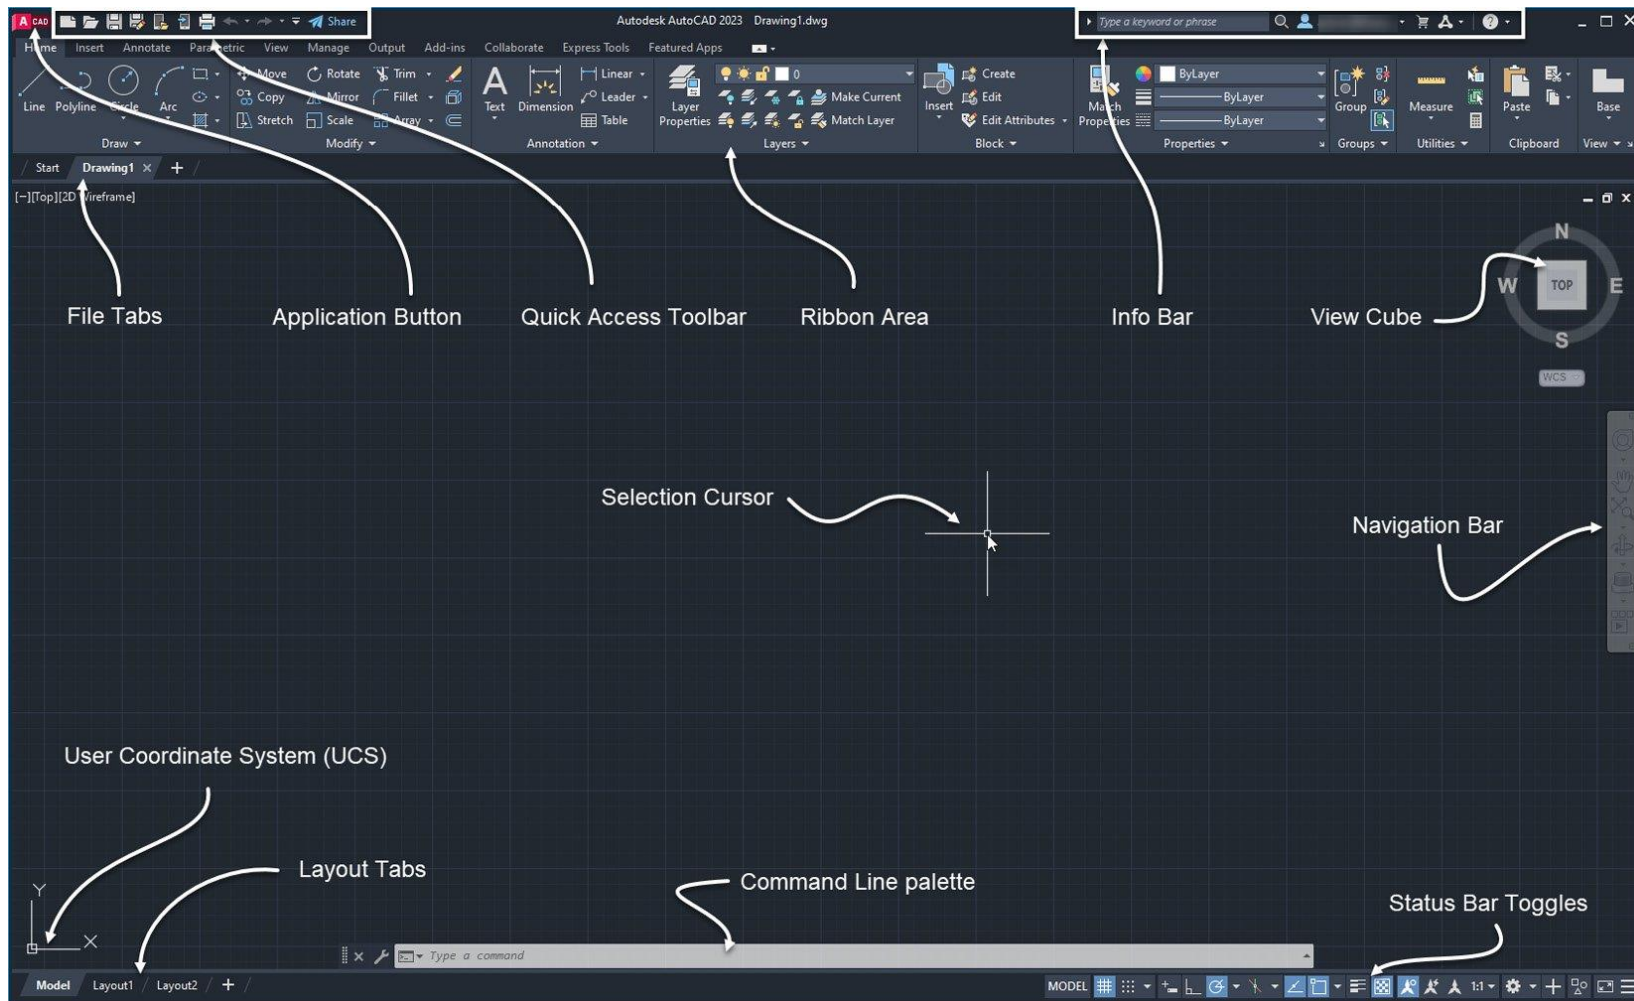 A CAD
Share
Autodesk AutoCAD 2023 Drawing1.dwg
Type a keyword or phrase
Home Insert Annotate Parametric View Manage Output Add-ins Collaborate Express Tools Featured Apps
Line Polyline Circle Arc
Move Rotate Trim
Copy Mirror Fillet
Stretch Scale Array
Text Dimension
Linear
Leader
Table
Layer Properties
0
Make Current
Match Layer
Insert
Create
Edit
Edit Attributes
Match Properties
ByLayer
ByLayer
ByLayer
Group
Measure
Paste
Base
Draw Modify Annotation Layers Block Properties Groups Utilities Clipboard View
Start Drawing1
[−][Top][2D Wireframe]
N
W TOP E
S
WCS
File Tabs Application Button Quick Access Toolbar Ribbon Area Info Bar View Cube
Selection Cursor
Navigation Bar
User Coordinate System (UCS)
Layout Tabs
Command Line palette
Status Bar Toggles
Y
X
Type a command
Model Layout1 Layout2
MODEL 1:1